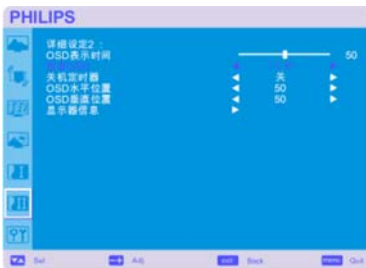 PHILIPS
详细设定2：
OSD表示时间 50
关机定时器 关
OSD水平位置 50
OSD垂直位置 50
显示器信息
Sel Adj Back Quit